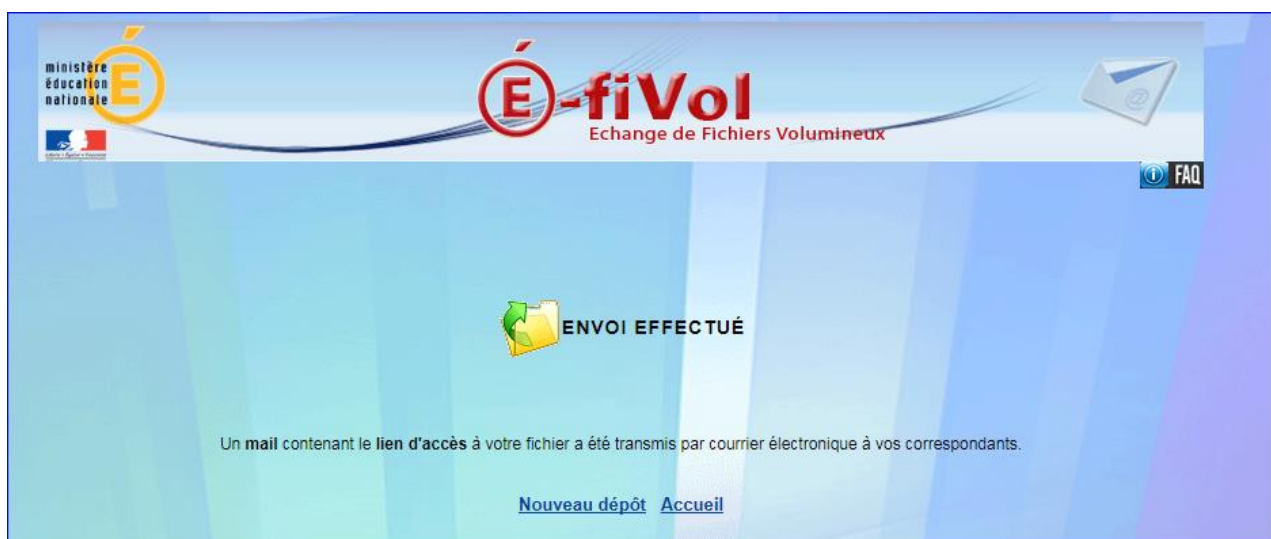 ministère
éducation
nationale
É
É-fiVol
Echange de Fichiers Volumineux
@
FAQ
ENVOI EFFECTUÉ
Un mail contenant le lien d'accès à votre fichier a été transmis par courrier électronique à vos correspondants.
Nouveau dépôt Accueil